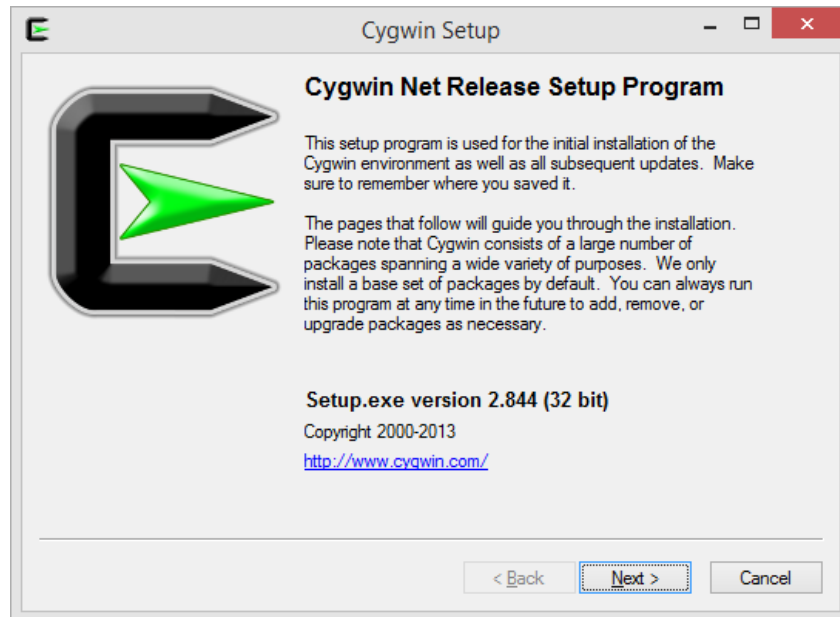 Cygwin Setup
Cygwin Net Release Setup Program
This setup program is used for the initial installation of the
Cygwin environment as well as all subsequent updates.  Make
sure to remember where you saved it.
The pages that follow will guide you through the installation.
Please note that Cygwin consists of a large number of
packages spanning a wide variety of purposes.  We only
install a base set of packages by default.  You can always run
this program at any time in the future to add, remove, or
upgrade packages as necessary.
Setup.exe version 2.844 (32 bit)
Copyright 2000-2013
http://www.cygwin.com/
< Back
Next >
Cancel